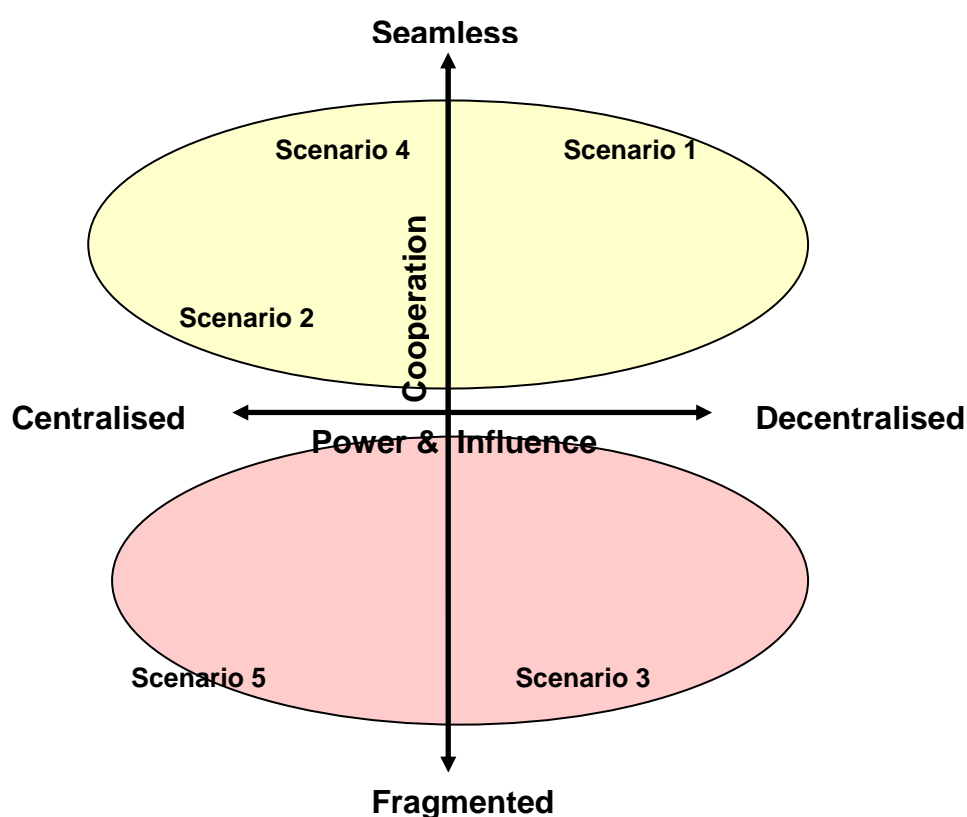 Seamless
Scenario 4
Scenario 1
Cooperation
Scenario 2
Centralised
Decentralised
Power & Influence
Scenario 5
Scenario 3
Fragmented